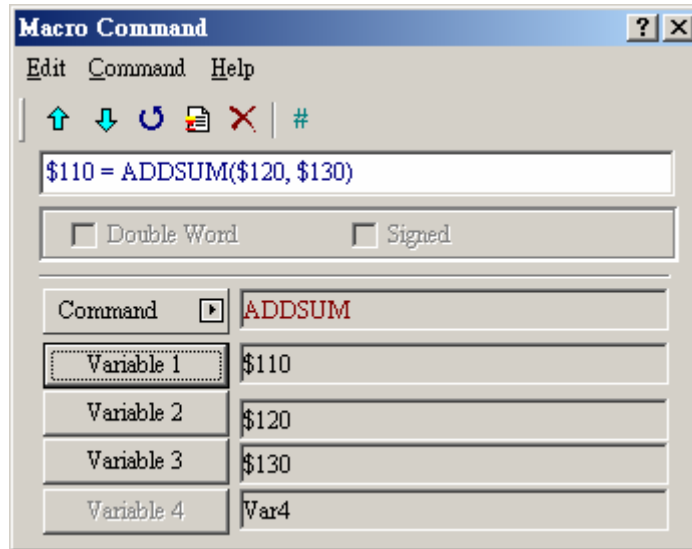 Macro Command
Edit Command Help
#
$110 = ADDSUM($120, $130)
Double Word Signed
Command ADDSUM
Variable 1 $110
Variable 2 $120
Variable 3 $130
Variable 4 Var4